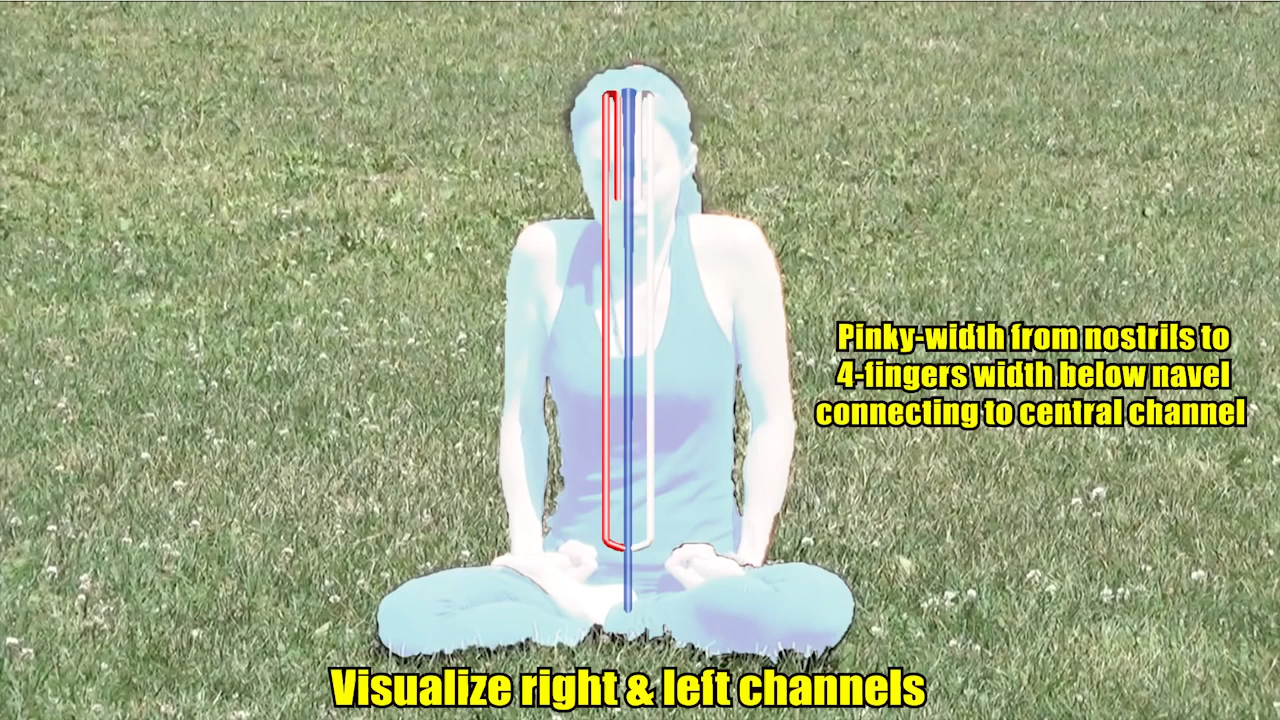 Pinky-width from nostrils to
4-fingers width below navel
connecting to central channel
Visualize right & left channels